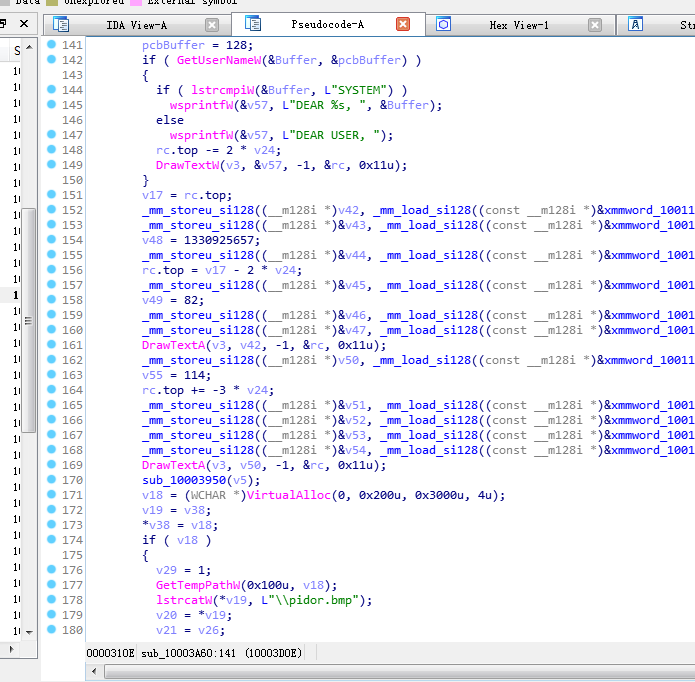 Data Unexplored External symbol
IDA View-A Pseudocode-A Hex View-1 A Str
141 pcbBuffer = 128;
142 if ( GetUserNameW(&Buffer, &pcbBuffer) )
143 {
144 if ( lstrcmpiW(&Buffer, L"SYSTEM") )
145 wsprintfW(&v57, L"DEAR %s, ", &Buffer);
146 else
147 wsprintfW(&v57, L"DEAR USER, ");
148 rc.top -= 2 * v24;
149 DrawTextW(v3, &v57, -1, &rc, 0x11u);
150 }
151 v17 = rc.top;
152 _mm_storeu_si128((__m128i *)v42, _mm_load_si128((const __m128i *)&xmmword_10011
153 _mm_storeu_si128((__m128i *)&v43, _mm_load_si128((const __m128i *)&xmmword_1001
154 v48 = 1330925657;
155 _mm_storeu_si128((__m128i *)&v44, _mm_load_si128((const __m128i *)&xmmword_1001
156 rc.top = v17 - 2 * v24;
157 _mm_storeu_si128((__m128i *)&v45, _mm_load_si128((const __m128i *)&xmmword_1001
158 v49 = 82;
159 _mm_storeu_si128((__m128i *)&v46, _mm_load_si128((const __m128i *)&xmmword_1001
160 _mm_storeu_si128((__m128i *)&v47, _mm_load_si128((const __m128i *)&xmmword_1001
161 DrawTextA(v3, v42, -1, &rc, 0x11u);
162 _mm_storeu_si128((__m128i *)v50, _mm_load_si128((const __m128i *)&xmmword_10011
163 v55 = 114;
164 rc.top += -3 * v24;
165 _mm_storeu_si128((__m128i *)&v51, _mm_load_si128((const __m128i *)&xmmword_1001
166 _mm_storeu_si128((__m128i *)&v52, _mm_load_si128((const __m128i *)&xmmword_1001
167 _mm_storeu_si128((__m128i *)&v53, _mm_load_si128((const __m128i *)&xmmword_1001
168 _mm_storeu_si128((__m128i *)&v54, _mm_load_si128((const __m128i *)&xmmword_1001
169 DrawTextA(v3, v50, -1, &rc, 0x11u);
170 sub_10003950(v5);
171 v18 = (WCHAR *)VirtualAlloc(0, 0x200u, 0x3000u, 4u);
172 v19 = v38;
173 *v38 = v18;
174 if ( v18 )
175 {
176 v29 = 1;
177 GetTempPathW(0x100u, v18);
178 lstrcatW(*v19, L"\\pidor.bmp");
179 v20 = *v19;
180 v21 = v26;
0000310E sub_10003A60:141 (10003D0E)